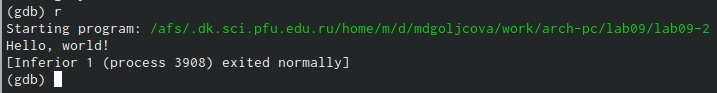 (gdb) r
Starting program: /afs/.dk.sci.pfu.edu.ru/home/m/d/mdgoljcova/work/arch-pc/lab09/lab09-2
Hello, world!
[Inferior 1 (process 3908) exited normally]
(gdb)